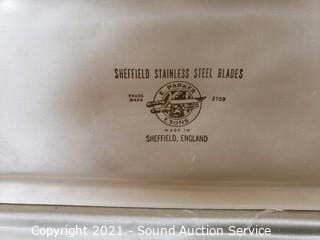 SHEFFIELD STAINLESS STEEL BLADES
E. PARKER
TRADE MARK
3709
& SONS
MADE IN
SHEFFIELD, ENGLAND
Copyright 2021 - Sound Auction Service